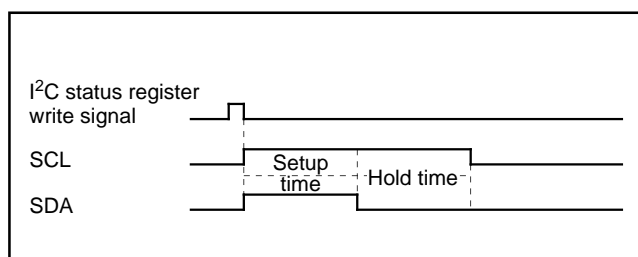 I²C status register
write signal
SCL
Setup
time
Hold time
SDA